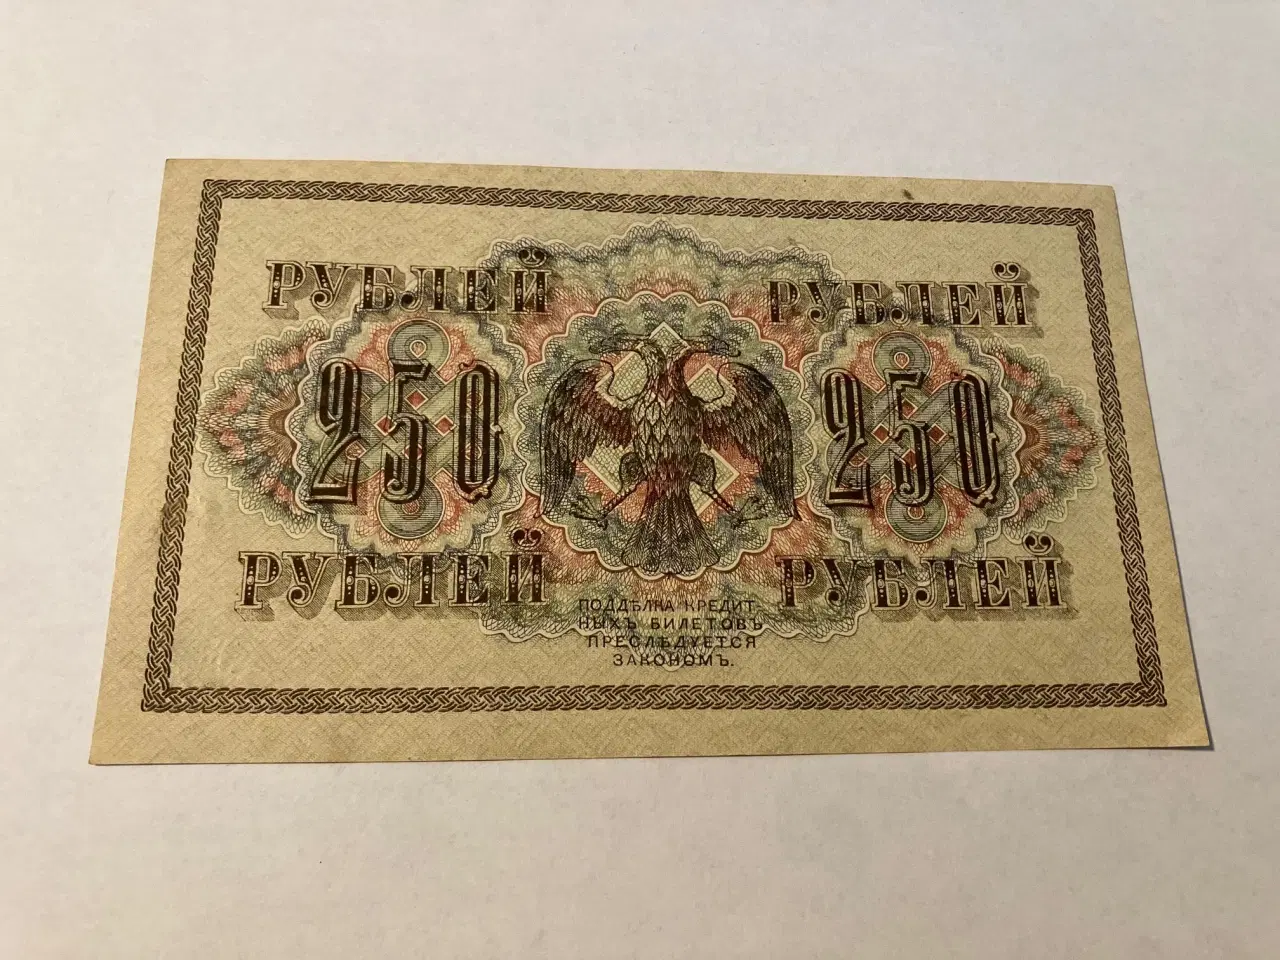 РУБЛЕЙ РУБЛЕЙ
250 250
РУБЛЕЙ РУБЛЕЙ
ПОДДѢЛКА КРЕДИТ
НЫХЪ БИЛЕТОВЪ
ПРЕСЛѢДУЕТСЯ
ЗАКОНОМЪ.